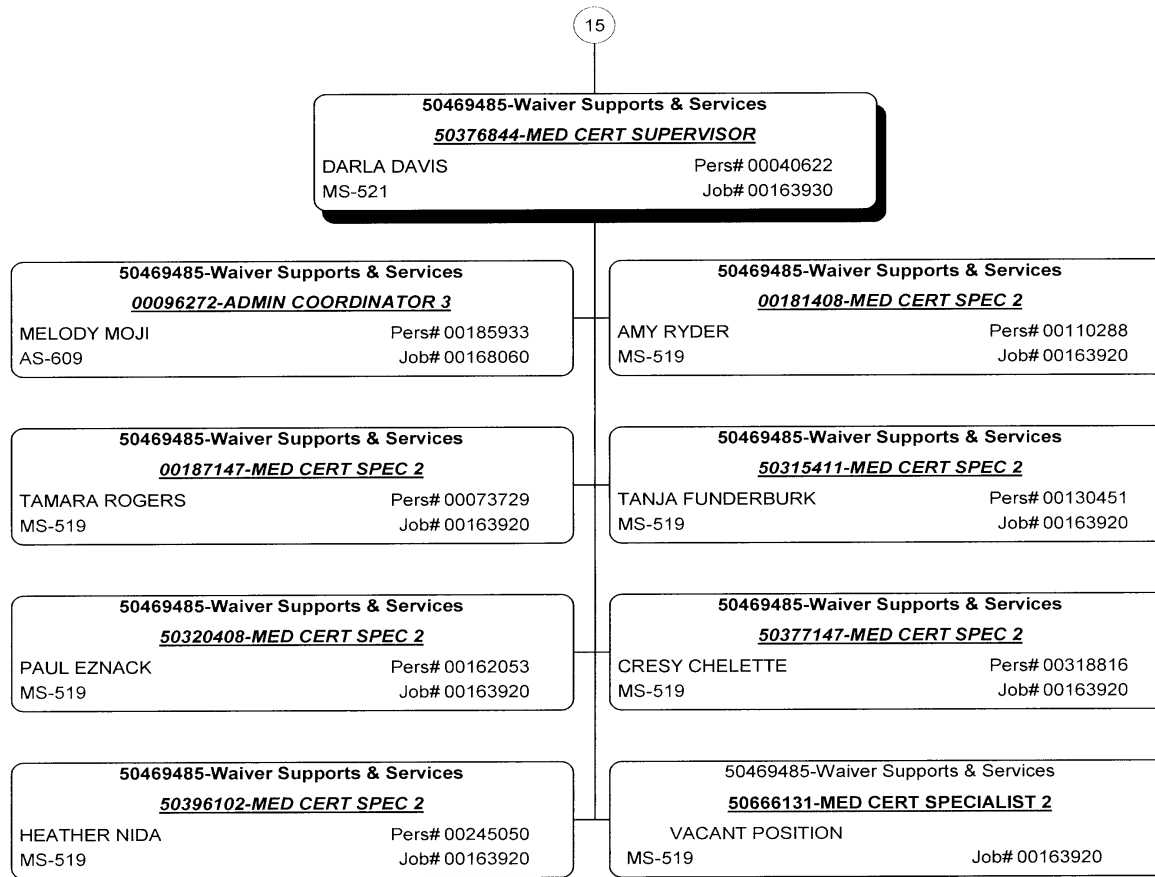 15
50469485-Waiver Supports & Services
50376844-MED CERT SUPERVISOR
DARLA DAVIS Pers# 00040622
MS-521 Job# 00163930
50469485-Waiver Supports & Services
00096272-ADMIN COORDINATOR 3
MELODY MOJI Pers# 00185933
AS-609 Job# 00168060
50469485-Waiver Supports & Services
00181408-MED CERT SPEC 2
AMY RYDER Pers# 00110288
MS-519 Job# 00163920
50469485-Waiver Supports & Services
00187147-MED CERT SPEC 2
TAMARA ROGERS Pers# 00073729
MS-519 Job# 00163920
50469485-Waiver Supports & Services
50315411-MED CERT SPEC 2
TANJA FUNDERBURK Pers# 00130451
MS-519 Job# 00163920
50469485-Waiver Supports & Services
50320408-MED CERT SPEC 2
PAUL EZNACK Pers# 00162053
MS-519 Job# 00163920
50469485-Waiver Supports & Services
50377147-MED CERT SPEC 2
CRESY CHELETTE Pers# 00318816
MS-519 Job# 00163920
50469485-Waiver Supports & Services
50396102-MED CERT SPEC 2
HEATHER NIDA Pers# 00245050
MS-519 Job# 00163920
50469485-Waiver Supports & Services
50666131-MED CERT SPECIALIST 2
VACANT POSITION
MS-519 Job# 00163920